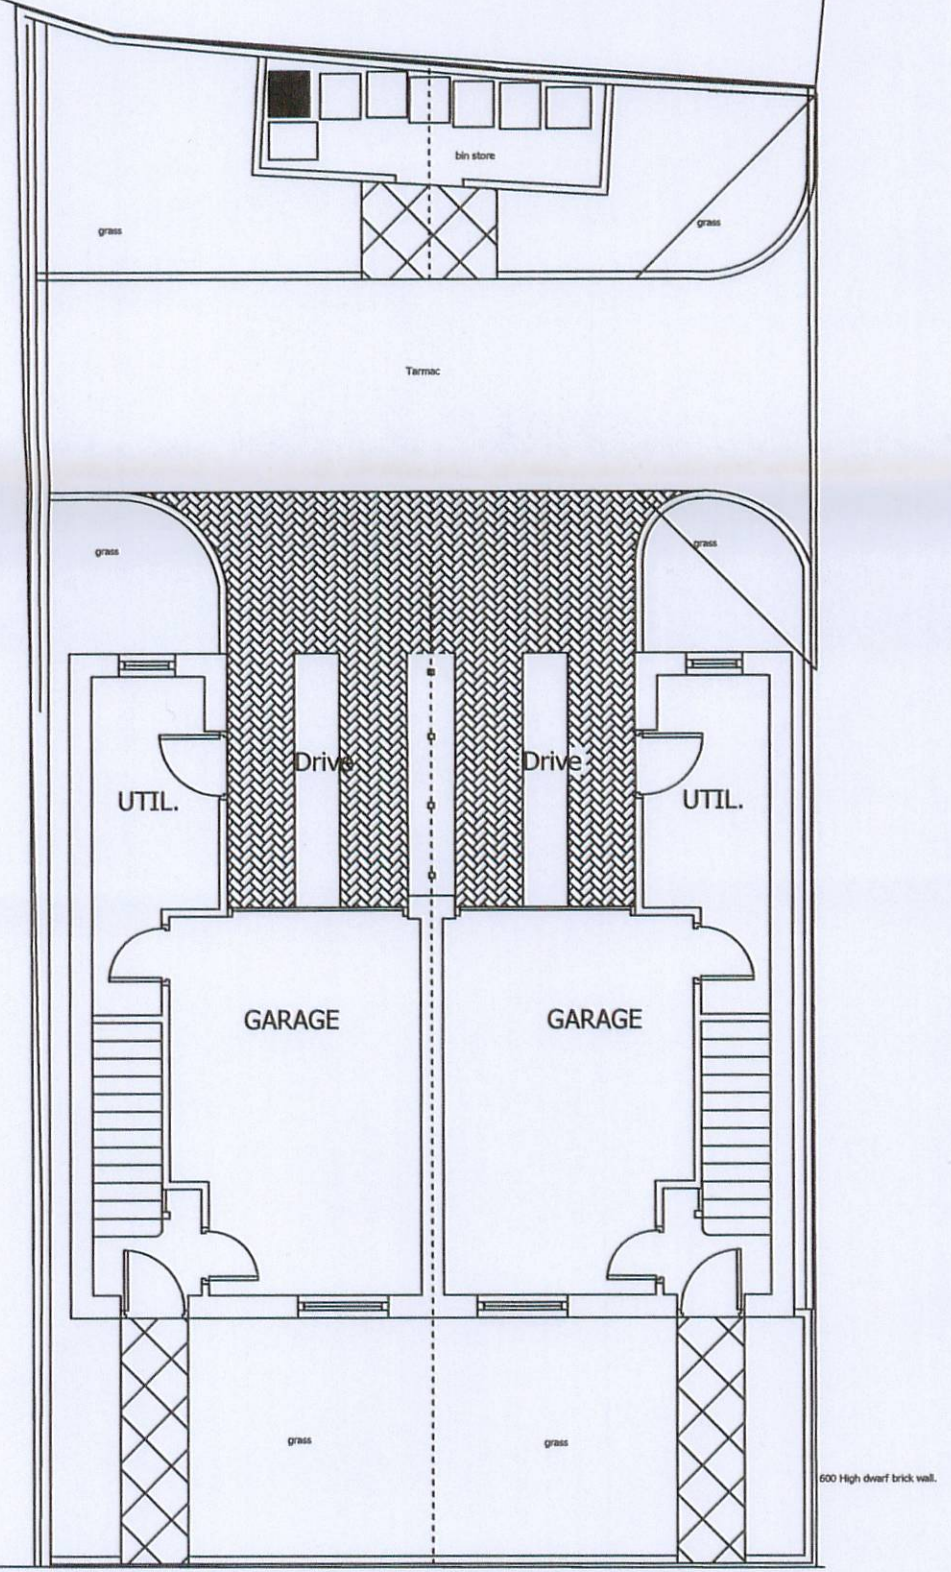 bin store
grass
grass
Tarmac
grass
grass
Drive
Drive
UTIL.
UTIL.
GARAGE
GARAGE
grass
grass
600 High dwarf brick wall.